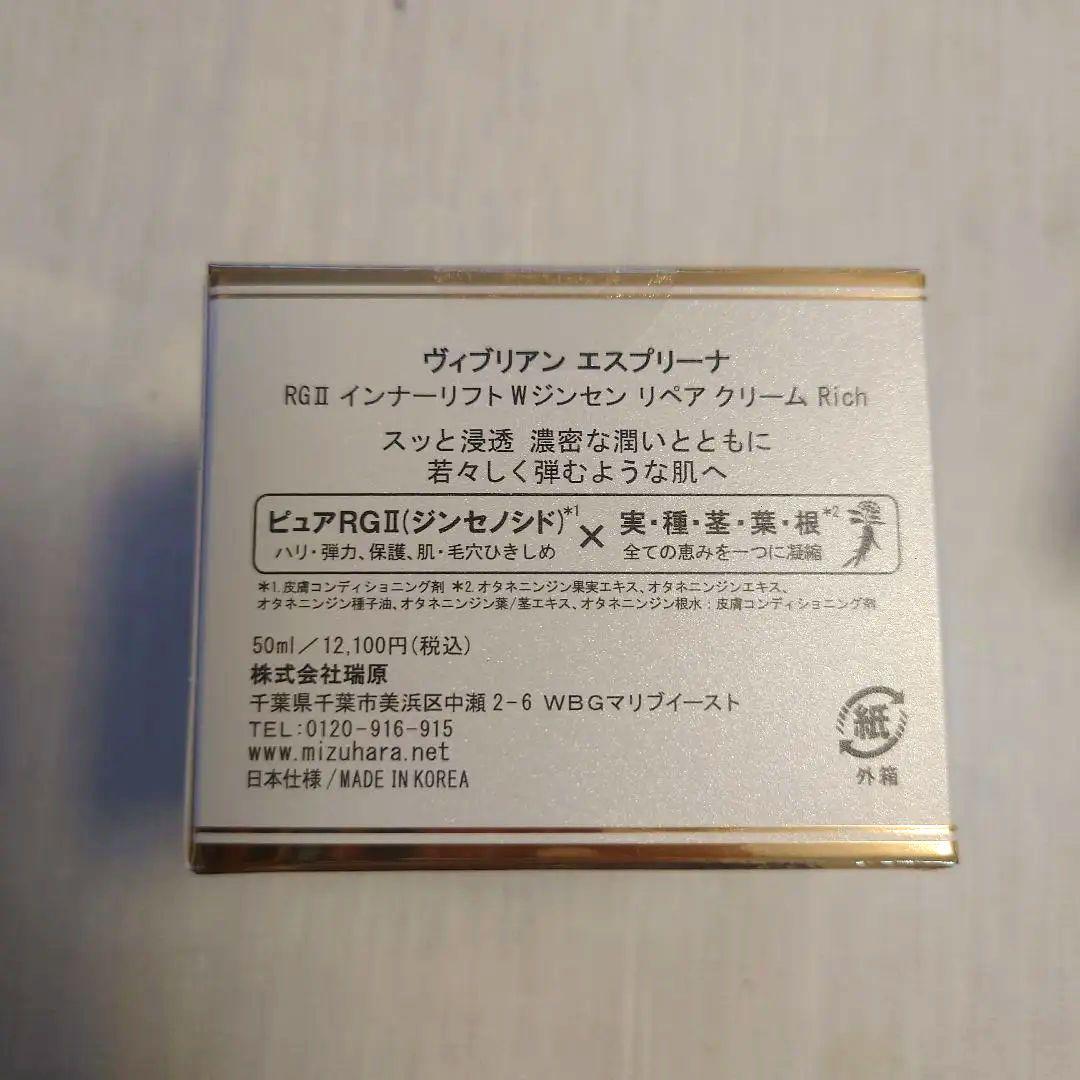 ヴィブリアン エスプリーナ
RGⅡ インナーリフト Wジンセン リペア クリーム Rich
スッと浸透 濃密な潤いとともに
若々しく弾むような肌へ
ピュアRGⅡ(ジンセノシド)*1 × 実・種・茎・葉・根*2
ハリ・弾力、保護、肌・毛穴ひきしめ 全ての恵みを一つに凝縮
*1.皮膚コンディショニング剤 *2.オタネニンジン果実エキス、オタネニンジンエキス、
オタネニンジン種子油、オタネニンジン葉/茎エキス、オタネニンジン根水：皮膚コンディショニング剤
50ml／12,100円(税込)
株式会社瑞原
千葉県千葉市美浜区中瀬2-6 WBGマリブイースト
TEL:0120-916-915
www.mizuhara.net
日本仕様/MADE IN KOREA
紙
外箱